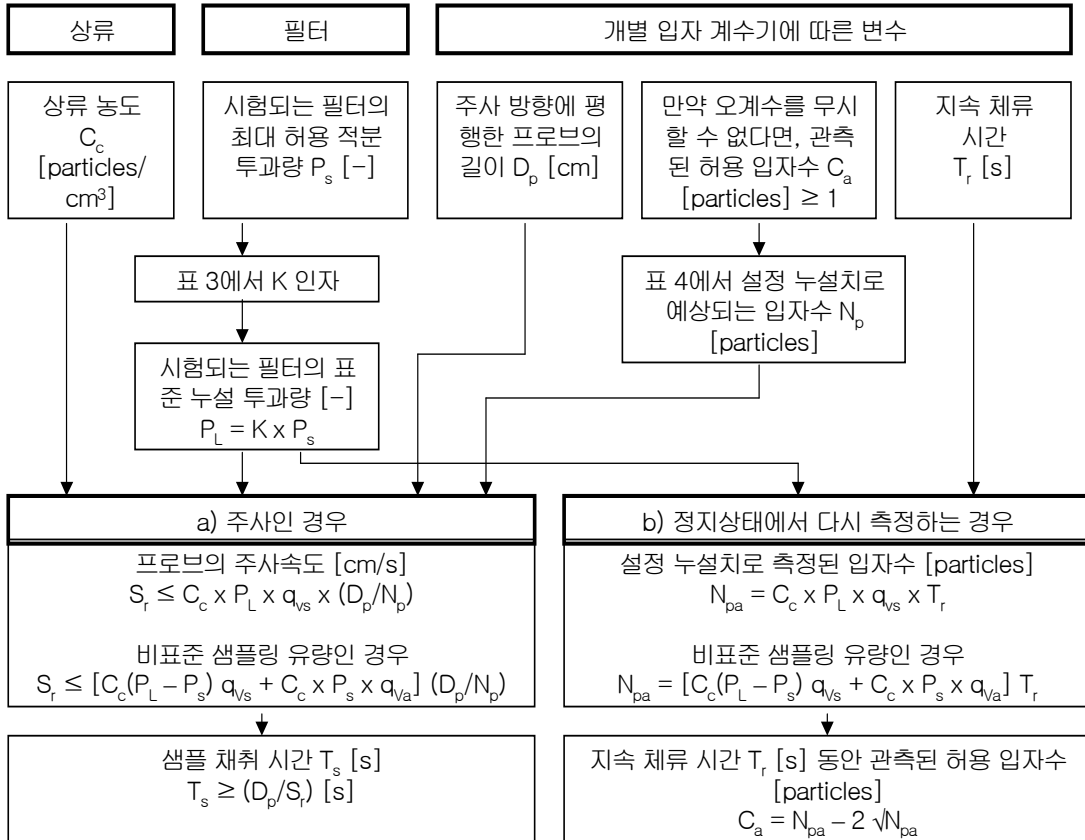 상류
필터
개별 입자 계수기에 따른 변수
상류 농도
C_c
[particles/
cm³]
시험되는 필터의
최대 허용 적분
투과량 P_s [-]
주사 방향에 평
행한 프로브의
길이 D_p [cm]
만약 오계수를 무시
할 수 없다면, 관측
된 허용 입자수 C_a
[particles] ≥ 1
지속 체류
시간
T_r [s]
표 3에서 K 인자
표 4에서 설정 누설치로
예상되는 입자수 N_p
[particles]
시험되는 필터의 표
준 누설 투과량 [-]
P_L = K x P_s
a) 주사인 경우
프로브의 주사속도 [cm/s]
S_r ≤ C_c x P_L x q_vs x (D_p/N_p)
비표준 샘플링 유량인 경우
S_r ≤ [C_c(P_L – P_s) q_Vs + C_c x P_s x q_Va] (D_p/N_p)
샘플 채취 시간 T_s [s]
T_s ≥ (D_p/S_r) [s]
b) 정지상태에서 다시 측정하는 경우
설정 누설치로 측정된 입자수 [particles]
N_pa = C_c x P_L x q_vs x T_r
비표준 샘플링 유량인 경우
N_pa = [C_c(P_L – P_s) q_Vs + C_c x P_s x q_Va] T_r
지속 체류 시간 T_r [s] 동안 관측된 허용 입자수
[particles]
C_a = N_pa – 2 √N_pa